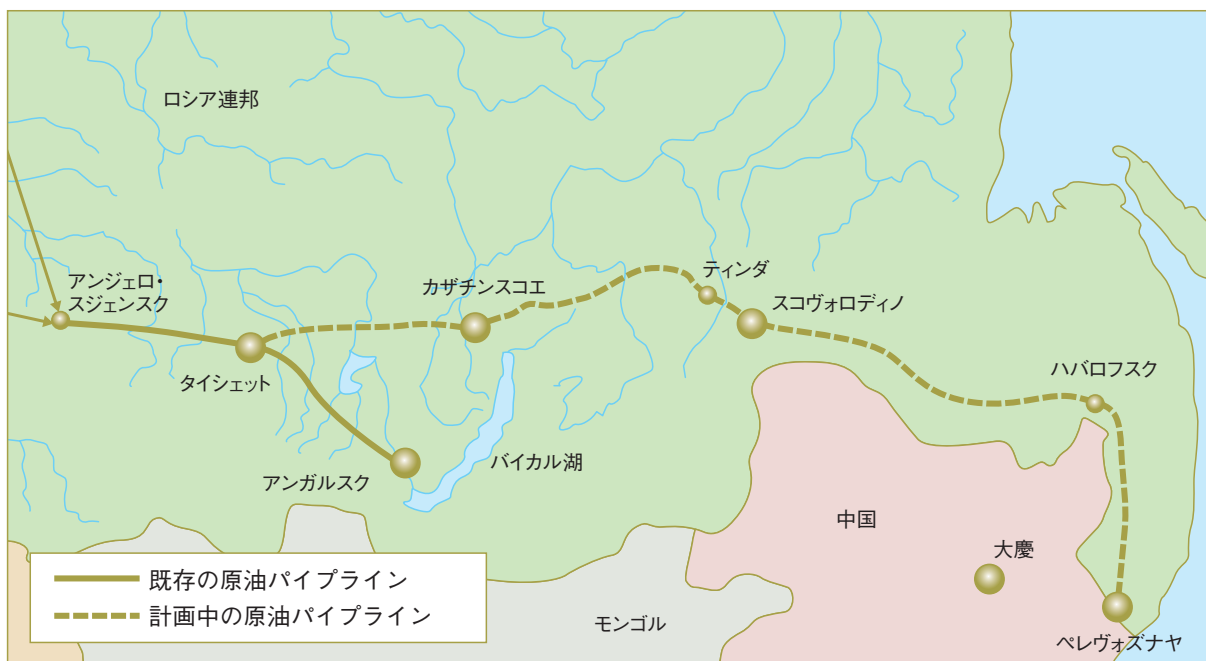 ロシア連邦
アンジェロ・
スジェンスク
カザチンスコエ
ティンダ
スコヴォロディノ
タイシェット
ハバロフスク
アンガルスク
バイカル湖
中国
大慶
既存の原油パイプライン
計画中の原油パイプライン
モンゴル
ペレヴォズナヤ